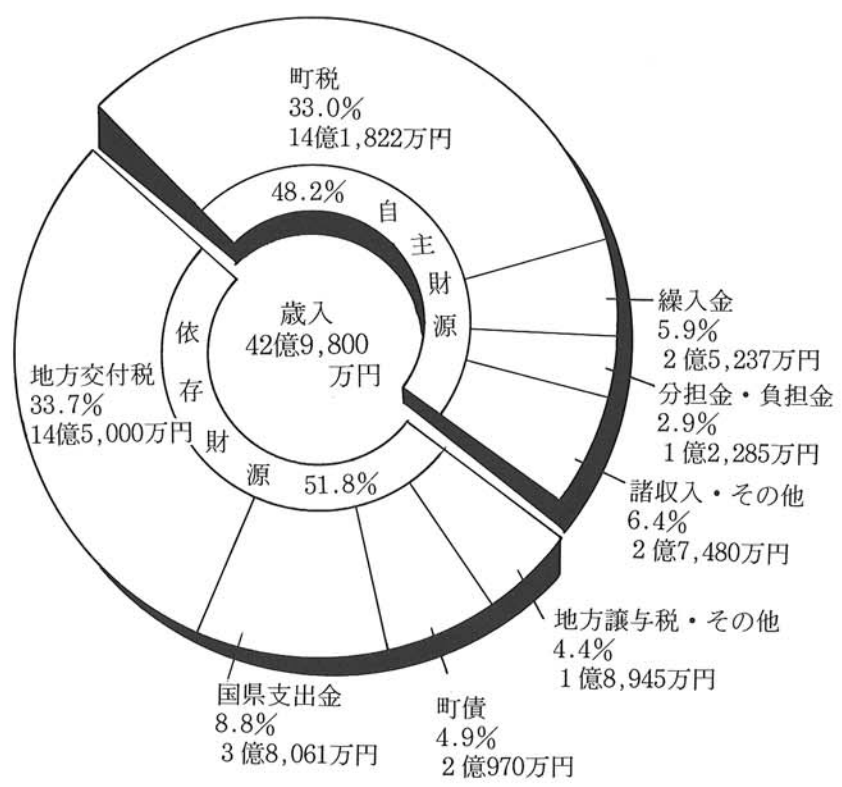 町税
33.0%
14億1,822万円
48.2%
自主財源
歳入
42億9,800
万円
繰入金
5.9%
2億5,237万円
分担金・負担金
2.9%
1億2,285万円
諸収入・その他
6.4%
2億7,480万円
地方譲与税・その他
4.4%
1億8,945万円
町債
4.9%
2億970万円
国県支出金
8.8%
3億8,061万円
地方交付税
33.7%
14億5,000万円
依存財源
51.8%